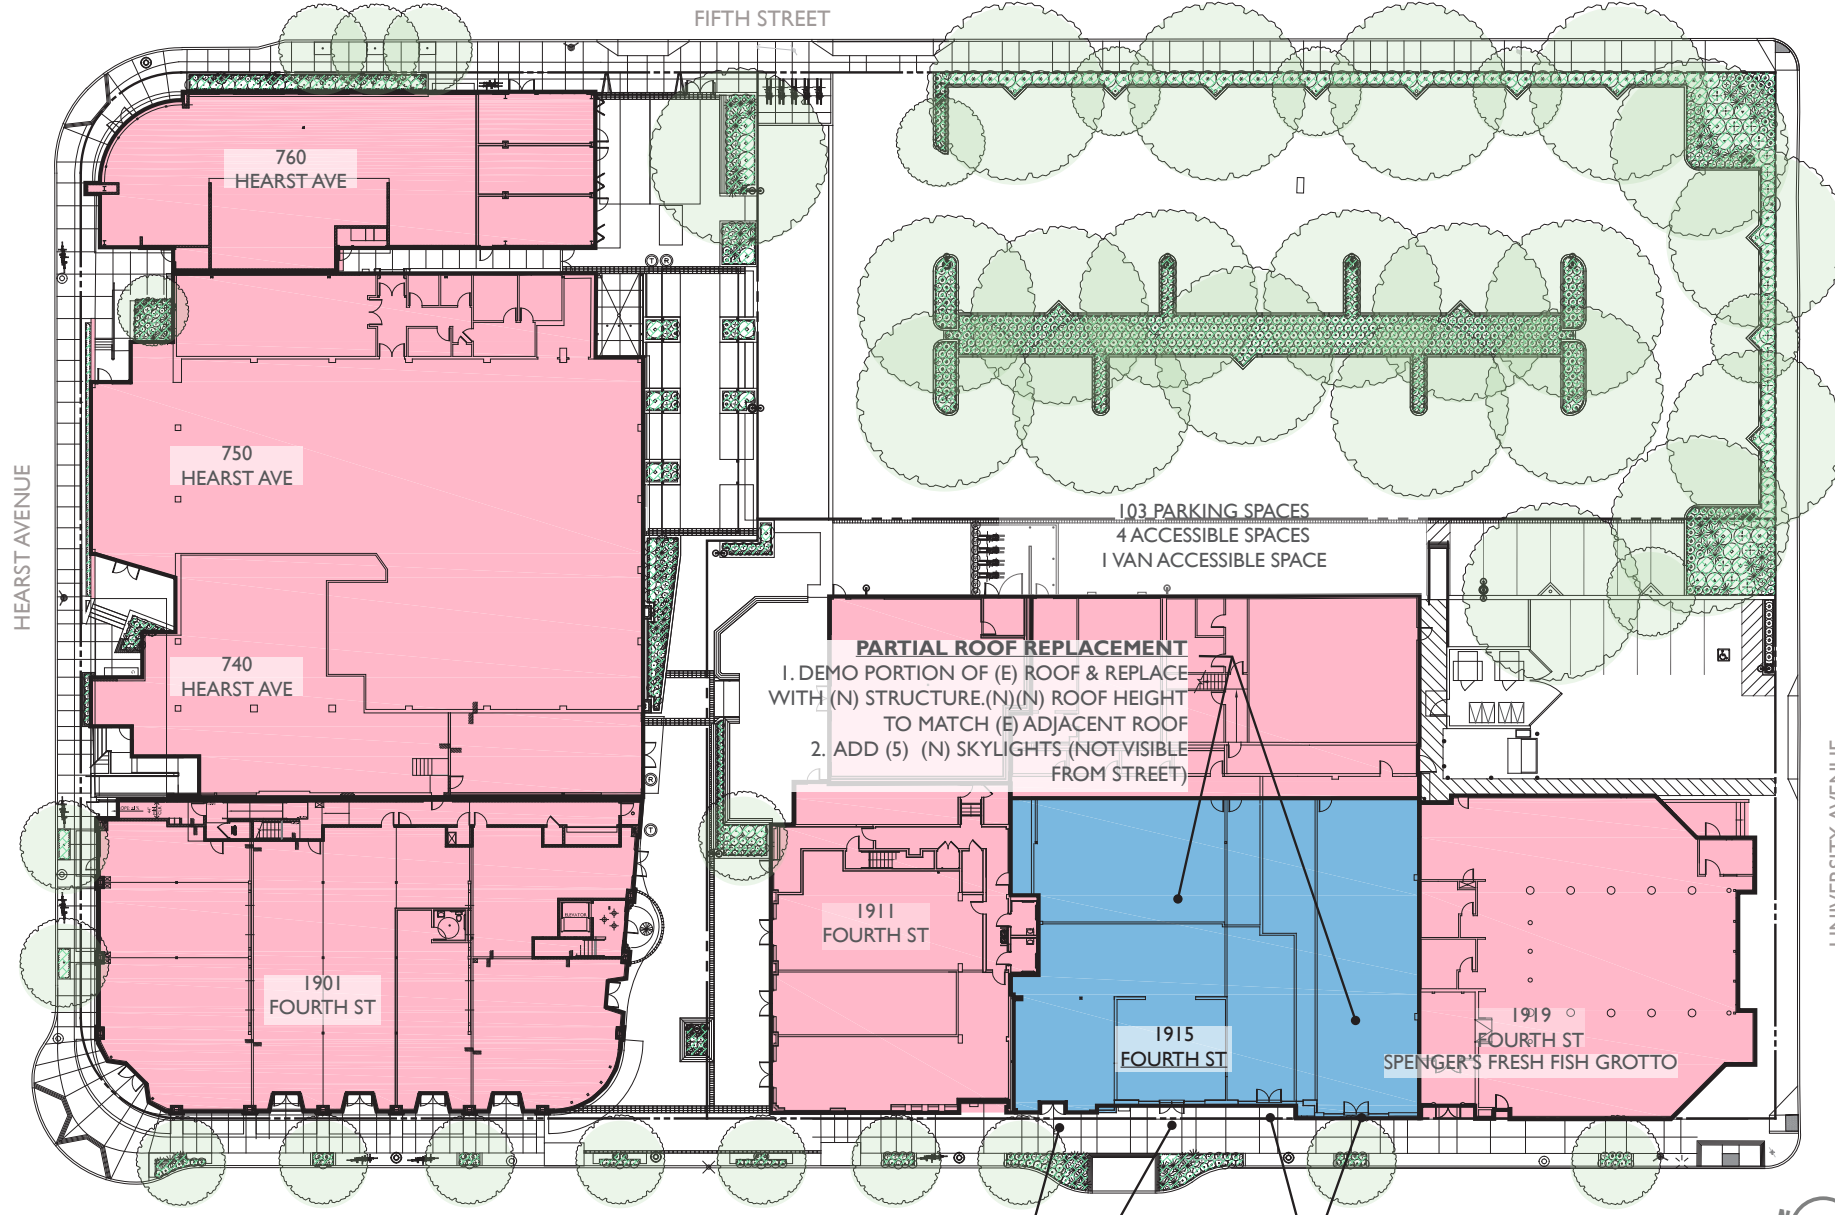 FIFTH STREET
760
HEARST AVE
HEARST AVENUE
750
HEARST AVE
103 PARKING SPACES
4 ACCESSIBLE SPACES
1 VAN ACCESSIBLE SPACE
740
HEARST AVE
PARTIAL ROOF REPLACEMENT
1. DEMO PORTION OF (E) ROOF & REPLACE
WITH (N) STRUCTURE.(N)(N) ROOF HEIGHT
TO MATCH (E) ADJACENT ROOF
2. ADD (5) (N) SKYLIGHTS (NOT VISIBLE
FROM STREET)
UNIVERSITY AVENUE
T R
R
T
ELEVATOR
1911
FOURTH ST
1901
FOURTH ST
1915
FOURTH ST
1919
FOURTH ST
SPENGER'S FRESH FISH GROTTO
N